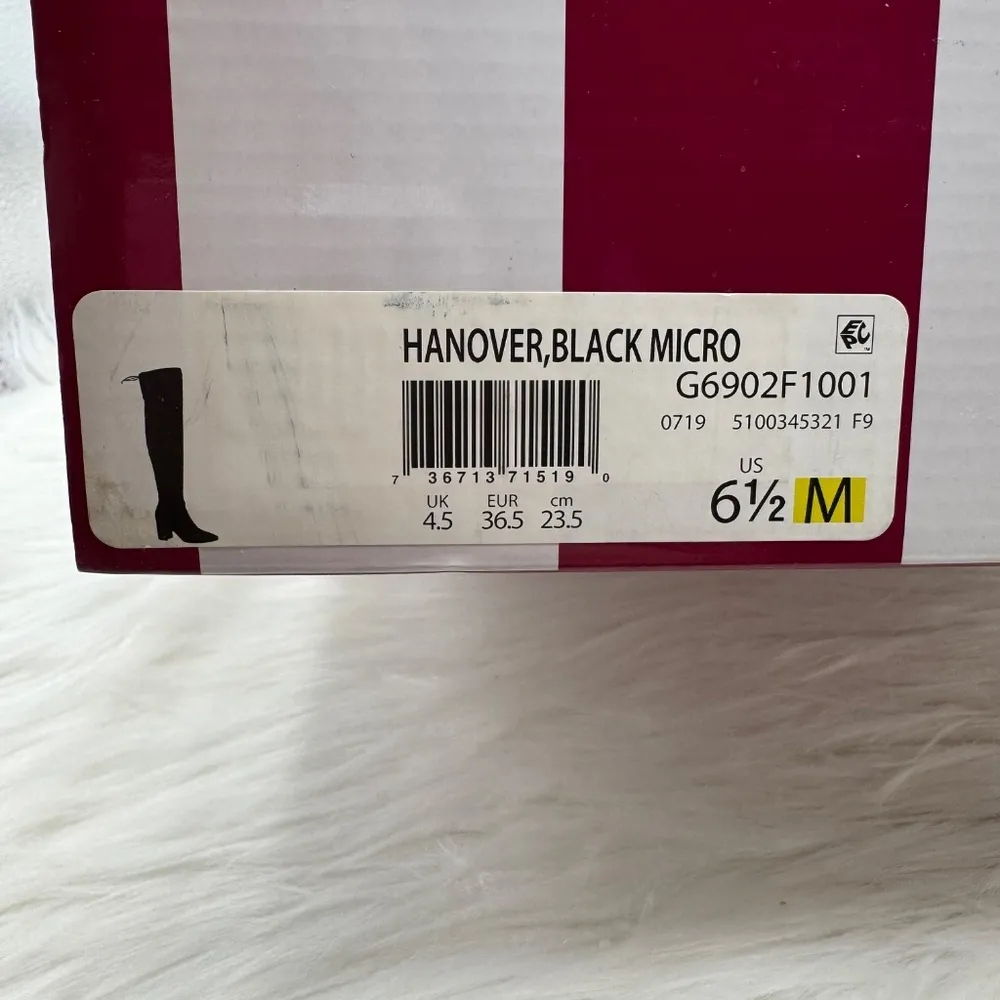 HANOVER,BLACK MICRO
EPC
G6902F1001
0719 5100345321 F9
7 36713 71519 0
UK EUR cm
4.5 36.5 23.5
US
6½ M